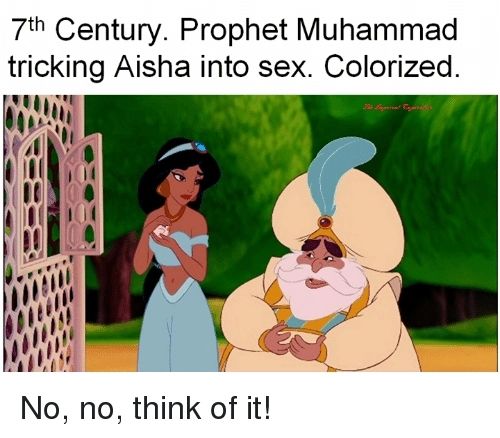 7th Century. Prophet Muhammad
tricking Aisha into sex. Colorized.
No, no, think of it!